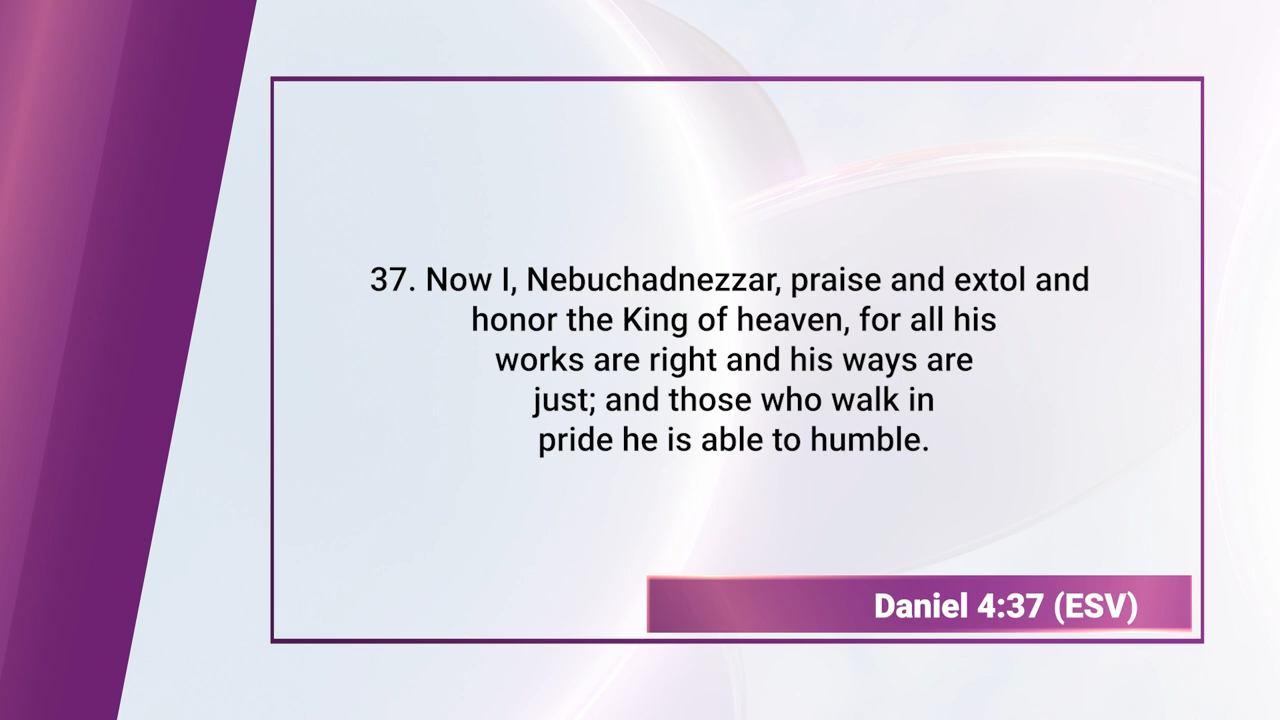 37. Now I, Nebuchadnezzar, praise and extol and
honor the King of heaven, for all his
works are right and his ways are
just; and those who walk in
pride he is able to humble.
Daniel 4:37 (ESV)